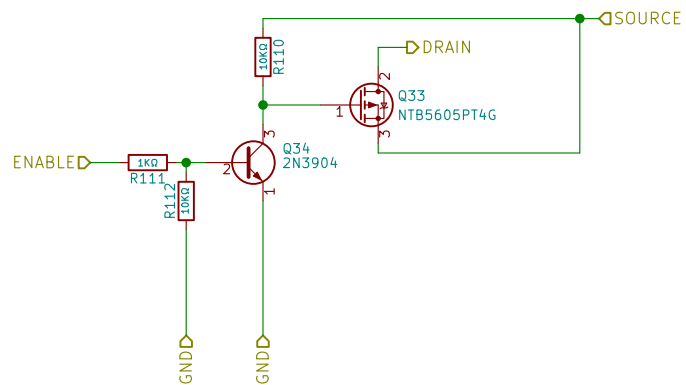 SOURCE
10KΩ
R110
DRAIN
2
Q33
NTB5605PT4G
1
3
3
Q34
2N3904
ENABLE
1KΩ
R111
2
1
10KΩ
R112
GND
GND